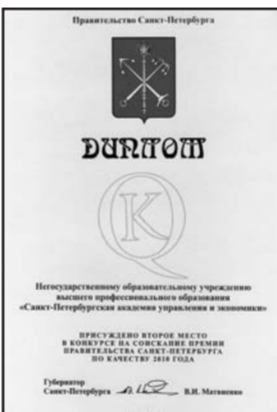 Правительство Санкт-Петербурга
ДИПЛОМ
QK
Негосударственному образовательному учреждению
высшего профессионального образования
«Санкт-Петербургская академия управления и экономики»
ПРИСУЖДЕНО ВТОРОЕ МЕСТО
В КОНКУРСЕ НА СОИСКАНИЕ ПРЕМИИ
ПРАВИТЕЛЬСТВА САНКТ-ПЕТЕРБУРГА
ПО КАЧЕСТВУ 2010 ГОДА
Губернатор
Санкт-Петербурга В.И. Матвиенко